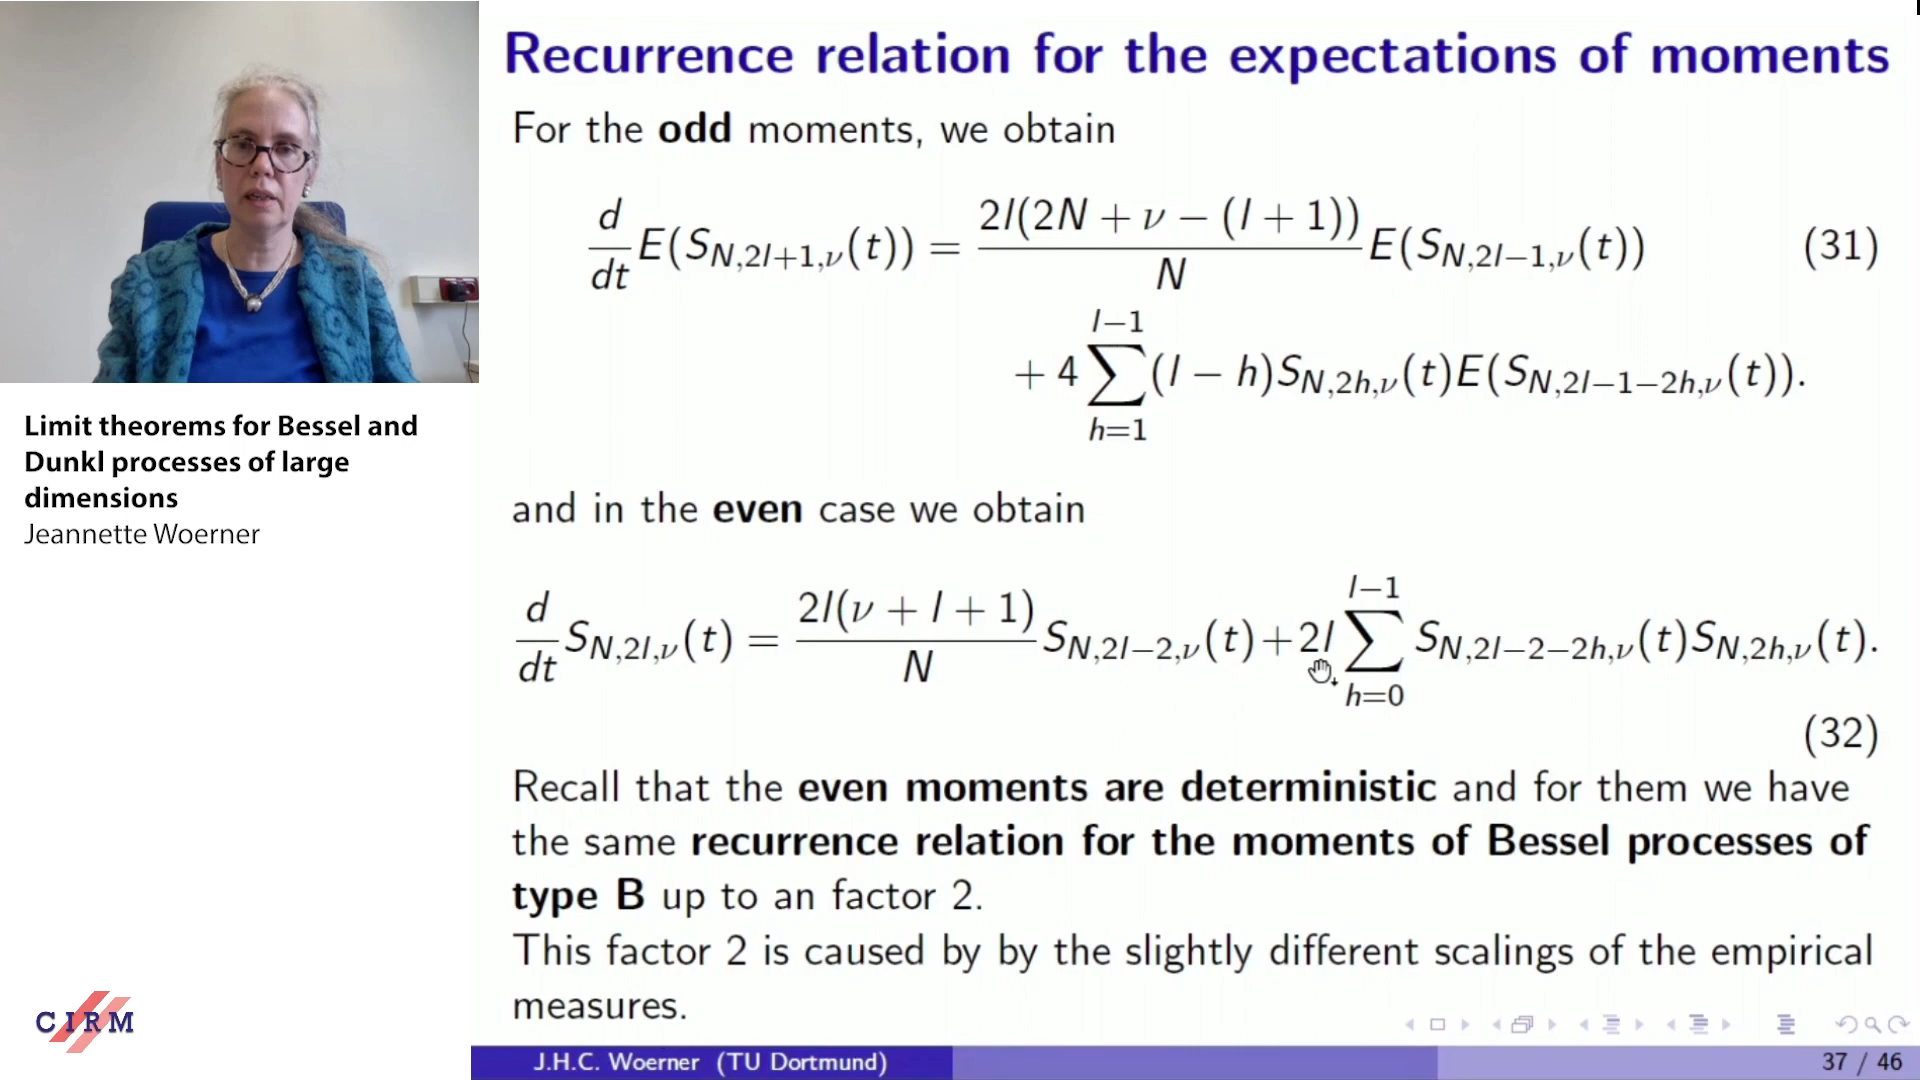 Recurrence relation for the expectations of moments
For the odd moments, we obtain
d/dt E(S_{N,2l+1,ν}(t)) = 2l(2N + ν − (l + 1))/N E(S_{N,2l−1,ν}(t)) (31)
+ 4 ∑_{h=1}^{l−1} (l − h)S_{N,2h,ν}(t)E(S_{N,2l−1−2h,ν}(t)).
and in the even case we obtain
d/dt S_{N,2l,ν}(t) = 2l(ν + l + 1)/N S_{N,2l−2,ν}(t)+2l ∑_{h=0}^{l−1} S_{N,2l−2−2h,ν}(t)S_{N,2h,ν}(t).
(32)
Recall that the even moments are deterministic and for them we have
the same recurrence relation for the moments of Bessel processes of
type B up to an factor 2.
This factor 2 is caused by by the slightly different scalings of the empirical
measures.
J.H.C. Woerner (TU Dortmund)
37 / 46
Limit theorems for Bessel and
Dunkl processes of large
dimensions
Jeannette Woerner
CIRM